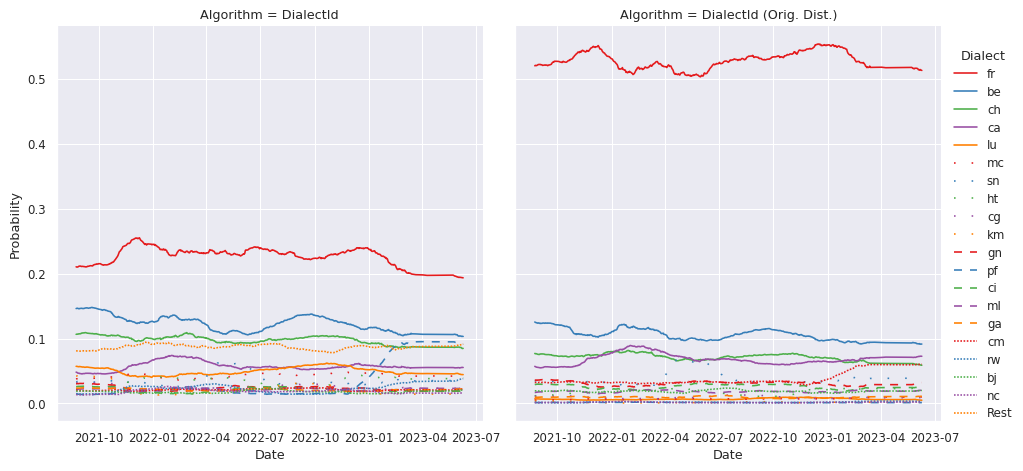 Algorithm = DialectId
Algorithm = DialectId (Orig. Dist.)
Probability
0.5
0.4
0.3
0.2
0.1
0.0
2021-10 2022-01 2022-04 2022-07 2022-10 2023-01 2023-04 2023-07
Date
2021-10 2022-01 2022-04 2022-07 2022-10 2023-01 2023-04 2023-07
Date
Dialect
fr
be
ch
ca
lu
mc
sn
ht
cg
km
gn
pf
ci
ml
ga
cm
rw
bj
nc
Rest